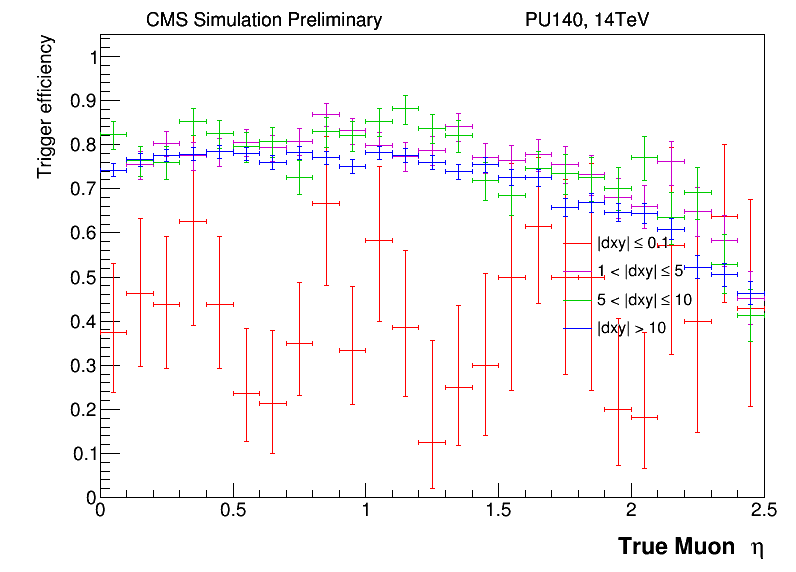 CMS Simulation Preliminary PU140, 14TeV
Trigger efficiency
1
0.9
0.8
0.7
0.6
0.5
0.4
0.3
0.2
0.1
0
|dxy| ≤ 0.1
1 < |dxy| ≤ 5
5 < |dxy| ≤ 10
|dxy| > 10
0 0.5 1 1.5 2 2.5
True Muon η